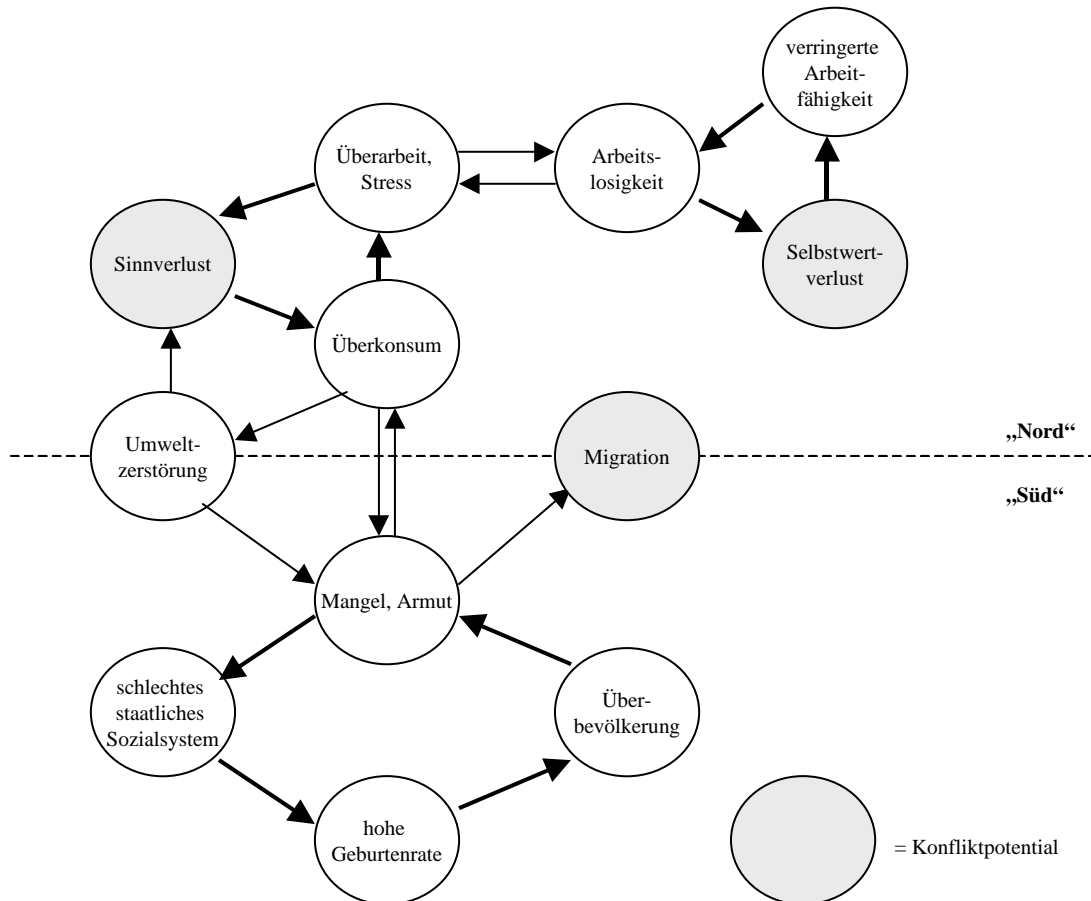 verringerte
Arbeit-
fähigkeit
Überarbeit,
Stress
Arbeits-
losigkeit
Sinnverlust
Selbstwert-
verlust
Überkonsum
Umwelt-
zerstörung
Migration
„Nord“
„Süd“
Mangel, Armut
schlechtes
staatliches
Sozialsystem
Über-
bevölkerung
hohe
Geburtenrate
= Konfliktpotential